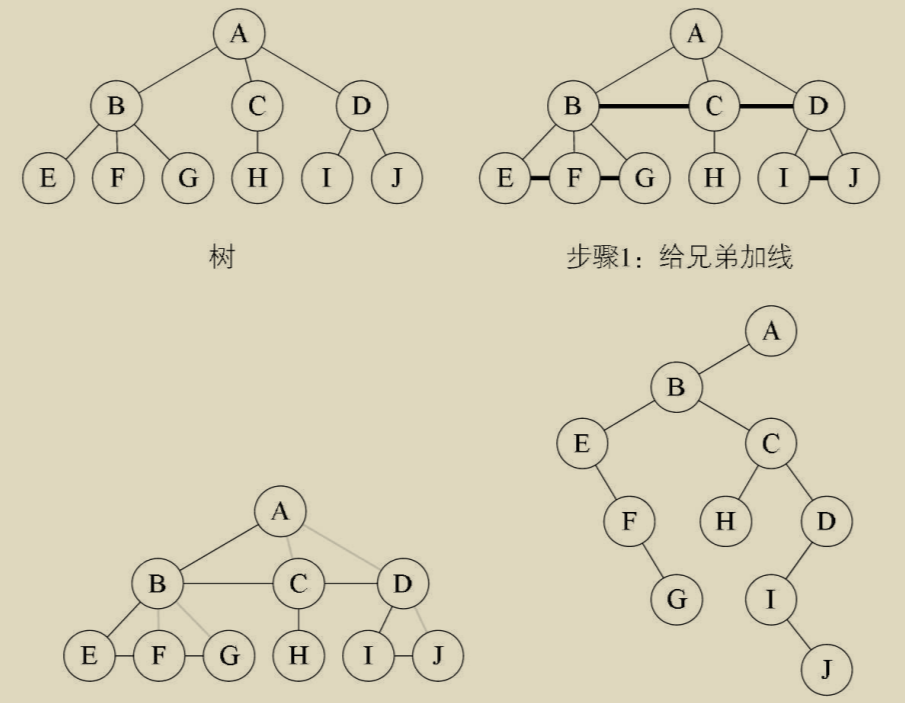 A
B C D
E F G H I J
树
A
B C D
E F G H I J
步骤1：给兄弟加线
A
B C D
E F G H I J
A
B
E C
F H D
G I
J